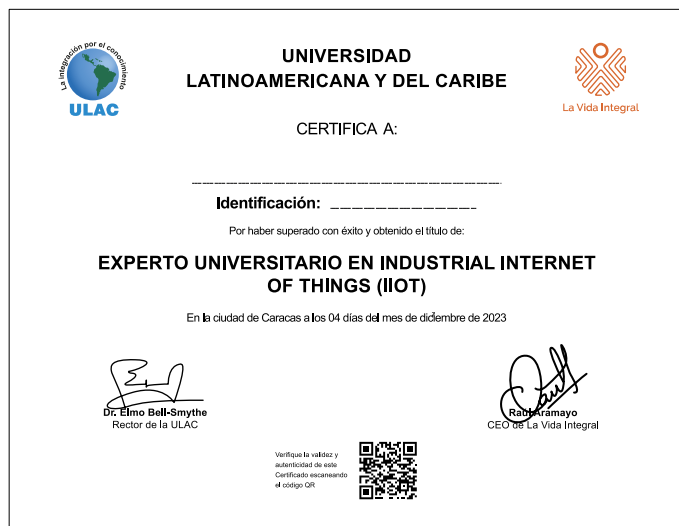 La integración por el conocimiento
ULAC
UNIVERSIDAD
LATINOAMERICANA Y DEL CARIBE
La Vida Integral
CERTIFICA A:
Identificación:
Por haber superado con éxito y obtenido el título de:
EXPERTO UNIVERSITARIO EN INDUSTRIAL INTERNET
OF THINGS (IIOT)
En la ciudad de Caracas a los 04 días del mes de diciembre de 2023
Dr. Elmo Bell-Smythe
Rector de la ULAC
Raúl Aramayo
CEO de La Vida Integral
Verifique la validez y
autenticidad de este
Certificado escaneando
el código QR